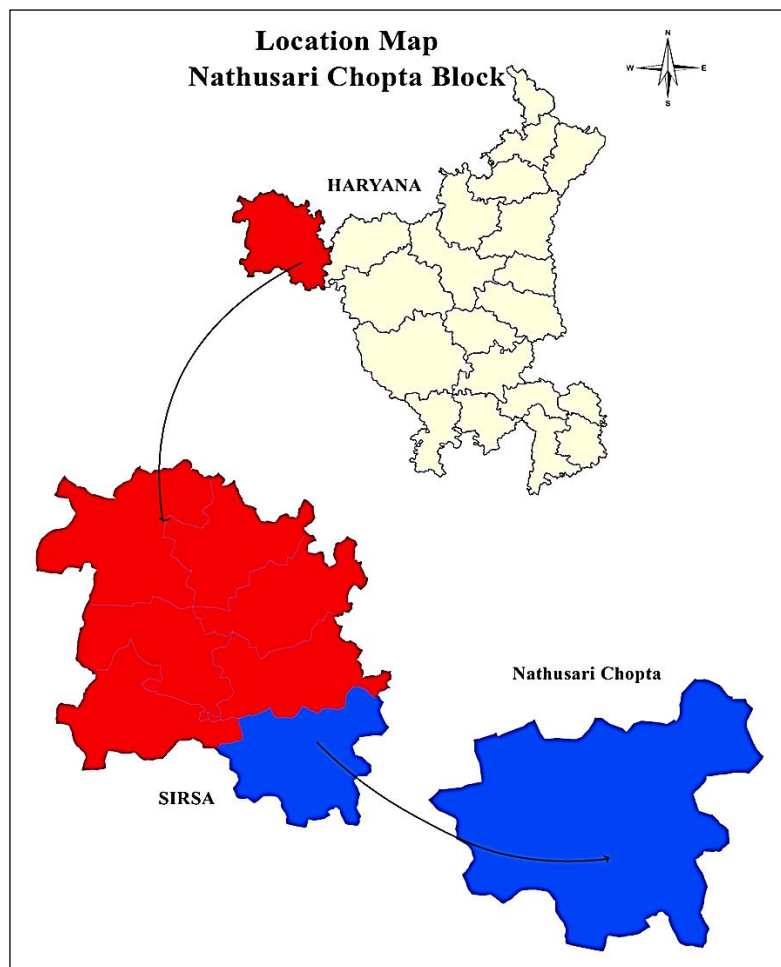 Location Map
Nathusari Chopta Block
N
W
E
S
HARYANA
Nathusari Chopta
SIRSA